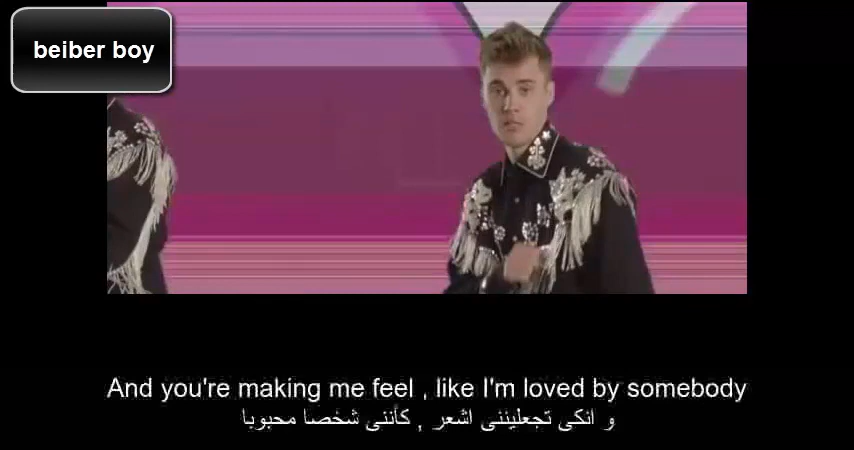 beiber boy
And you're making me feel , like I'm loved by somebody
و انكى تجعليننى اشعر , كأننى شخصا محبوبا